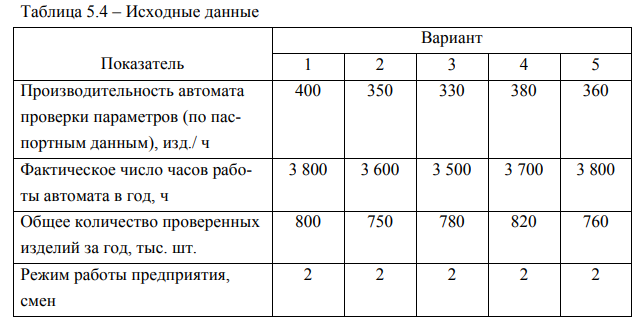 Таблица 5.4 – Исходные данные
Показатель
Вариант
1 2 3 4 5
Производительность автомата
проверки параметров (по пас-
портным данным), изд./ ч
400 350 330 380 360
Фактическое число часов рабо-
ты автомата в год, ч
3 800 3 600 3 500 3 700 3 800
Общее количество проверенных
изделий за год, тыс. шт.
800 750 780 820 760
Режим работы предприятия,
смен
2 2 2 2 2